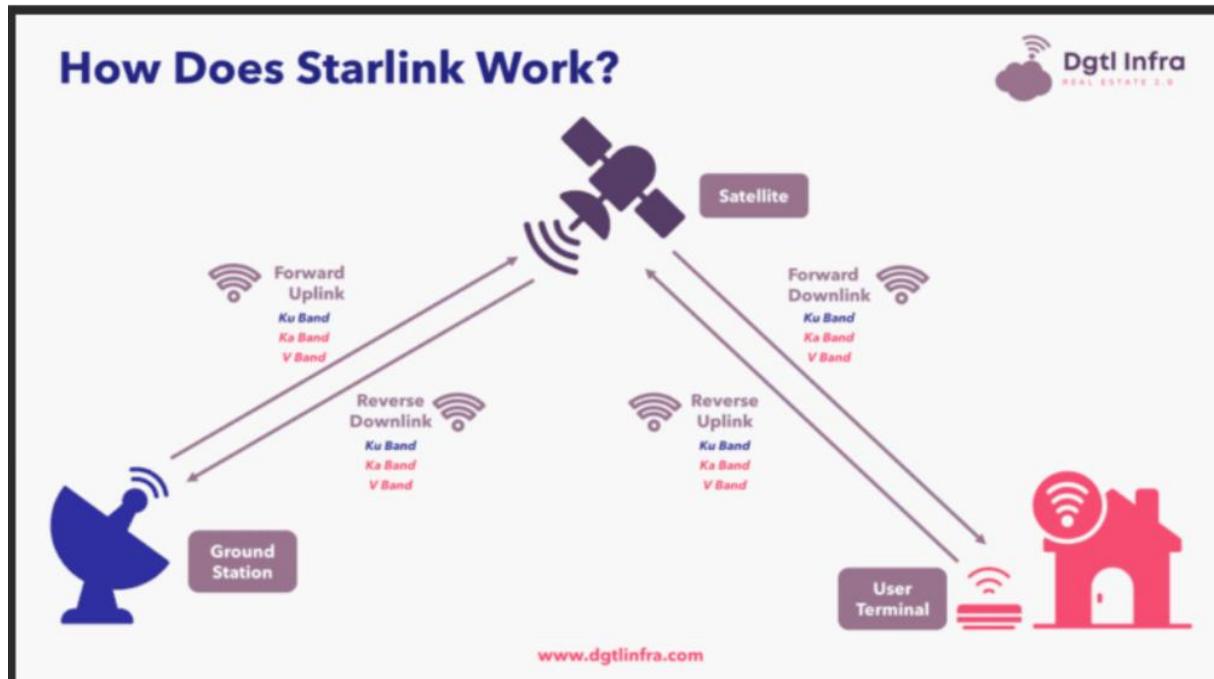 How Does Starlink Work?
Dgtl Infra
REAL ESTATE 2.0
Satellite
Forward
Uplink
Ku Band
Ka Band
V Band
Forward
Downlink
Ku Band
Ka Band
V Band
Reverse
Downlink
Ku Band
Ka Band
V Band
Reverse
Uplink
Ku Band
Ka Band
V Band
Ground
Station
User
Terminal
www.dgtlinfra.com